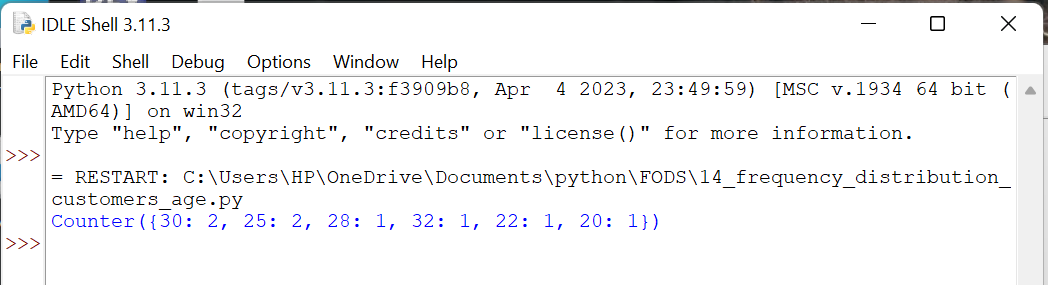 IDLE Shell 3.11.3
File Edit Shell Debug Options Window Help
Python 3.11.3 (tags/v3.11.3:f3909b8, Apr  4 2023, 23:49:59) [MSC v.1934 64 bit (
AMD64)] on win32
Type "help", "copyright", "credits" or "license()" for more information.
>>>
= RESTART: C:\Users\HP\OneDrive\Documents\python\FODS\14_frequency_distribution_
customers_age.py
Counter({30: 2, 25: 2, 28: 1, 32: 1, 22: 1, 20: 1})
>>>